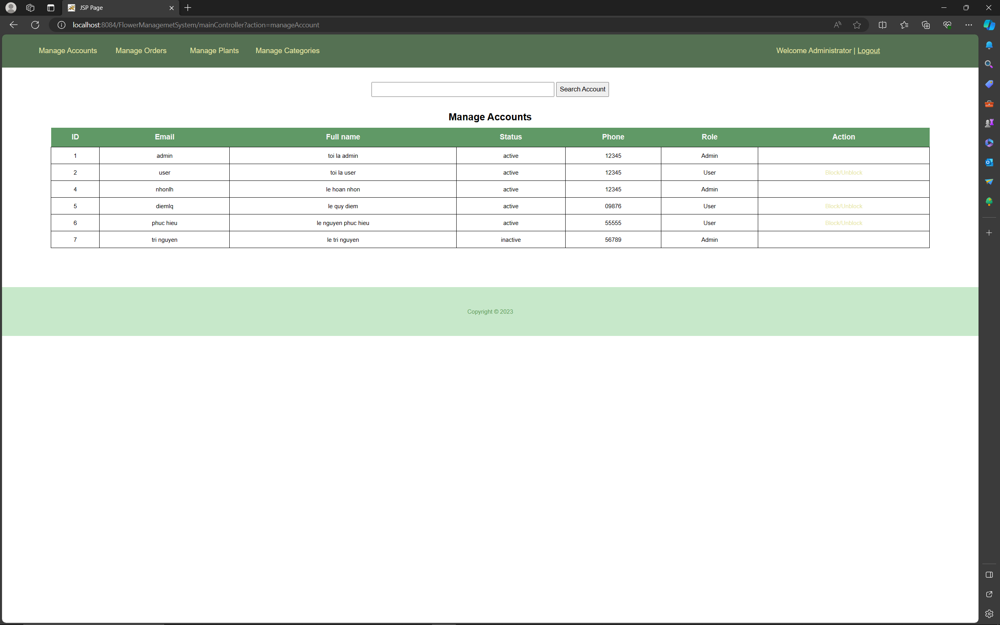 JSP Page
localhost:8084/FlowerManagemetSystem/mainController?action=manageAccount
Manage Accounts Manage Orders Manage Plants Manage Categories Welcome Administrator | Logout
Search Account
Manage Accounts
ID Email Full name Status Phone Role Action
1 admin toi la admin active 12345 Admin
2 user toi la user active 12345 User Block/Unblock
4 nhonlh le hoan nhon active 12345 Admin
5 diemlq le quy diem active 09876 User Block/Unblock
6 phuc hieu le nguyen phuc hieu active 55555 User Block/Unblock
7 tri nguyen le tri nguyen inactive 56789 Admin
Copyright © 2023